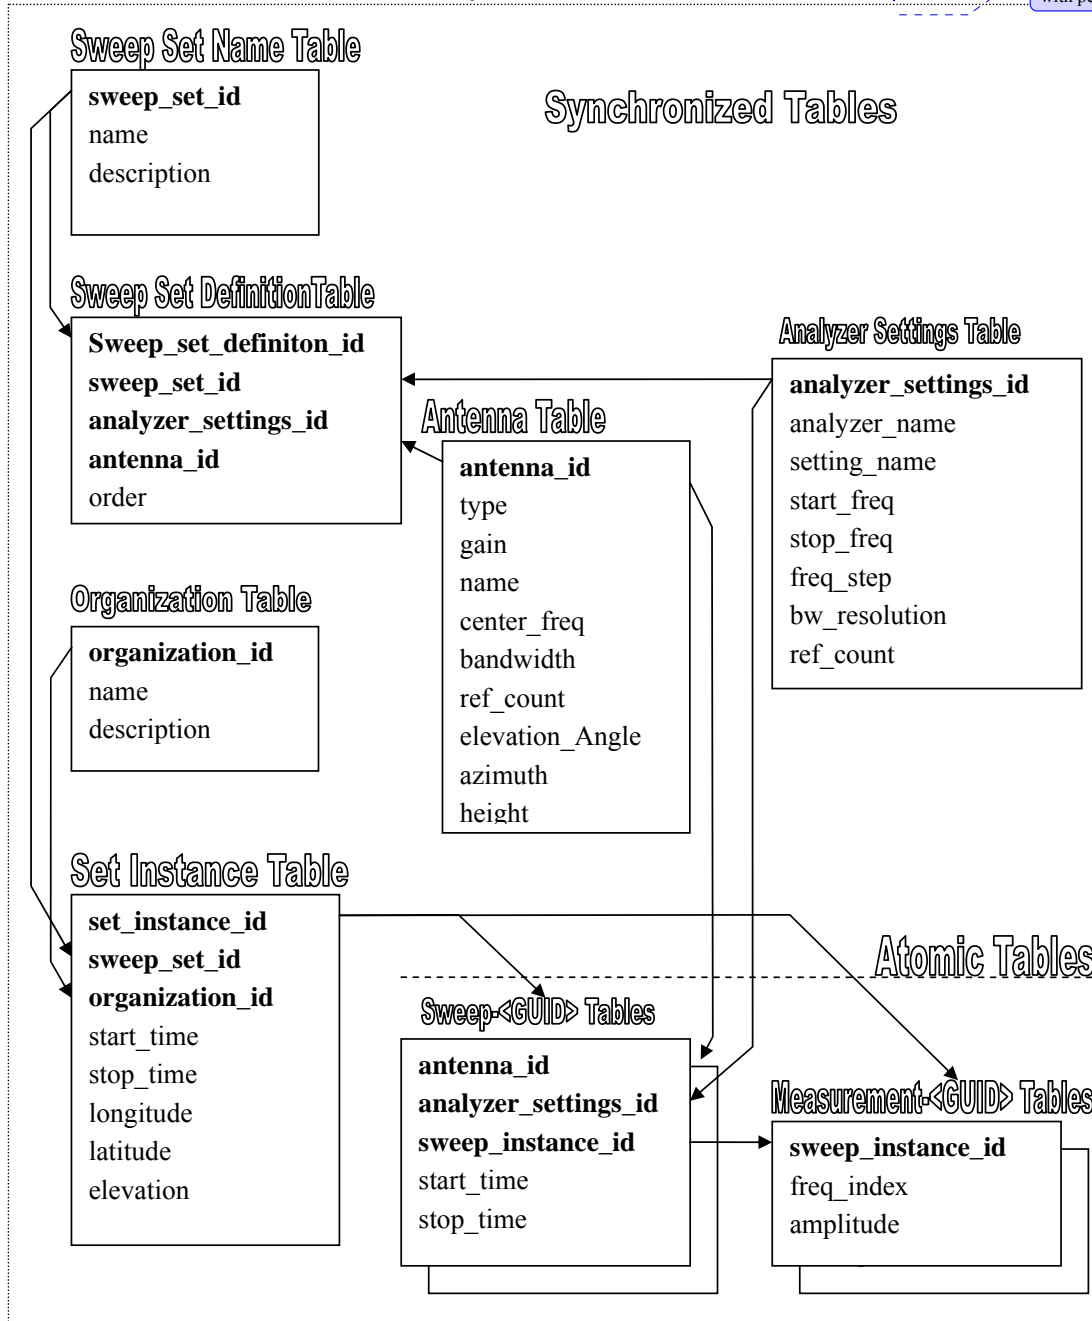 Sweep Set Name Table
sweep_set_id
name
description
Synchronized Tables
Sweep Set DefinitionTable
Sweep_set_definiton_id
sweep_set_id
analyzer_settings_id
antenna_id
order
Analyzer Settings Table
analyzer_settings_id
analyzer_name
setting_name
start_freq
stop_freq
freq_step
bw_resolution
ref_count
Antenna Table
antenna_id
type
gain
name
center_freq
bandwidth
ref_count
elevation_Angle
azimuth
height
Organization Table
organization_id
name
description
Set Instance Table
set_instance_id
sweep_set_id
organization_id
start_time
stop_time
longitude
latitude
elevation
Atomic Tables
Sweep-<GUID> Tables
antenna_id
analyzer_settings_id
sweep_instance_id
start_time
stop_time
Measurement-<GUID> Tables
sweep_instance_id
freq_index
amplitude